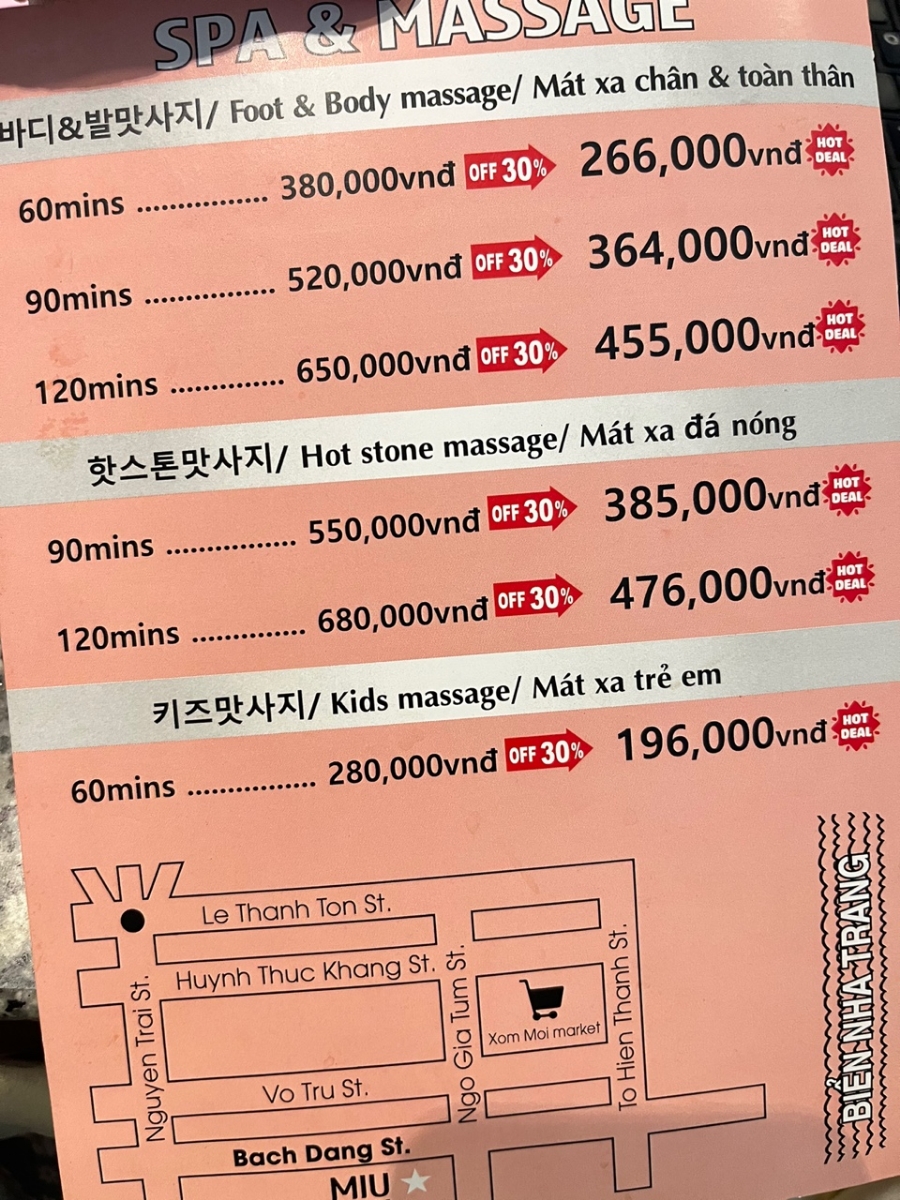 SPA & MASSAGE
바디&발맛사지/ Foot & Body massage/ Mát xa chân & toàn thân
60mins ................ 380,000vnđ OFF 30% 266,000vnđ HOT DEAL
90mins ................ 520,000vnđ OFF 30% 364,000vnđ HOT DEAL
120mins .............. 650,000vnđ OFF 30% 455,000vnđ HOT DEAL
핫스톤맛사지/ Hot stone massage/ Mát xa đá nóng
90mins ................ 550,000vnđ OFF 30% 385,000vnđ HOT DEAL
120mins .............. 680,000vnđ OFF 30% 476,000vnđ HOT DEAL
키즈맛사지/ Kids massage/ Mát xa trẻ em
60mins ................ 280,000vnđ OFF 30% 196,000vnđ HOT DEAL
Le Thanh Ton St.
Huynh Thuc Khang St.
Nguyen Trai St.
Ngo Gia Tum St.
Xom Moi market
To Hien Thanh St.
Vo Tru St.
Bach Dang St.
MIU
BIỂN NHA TRANG